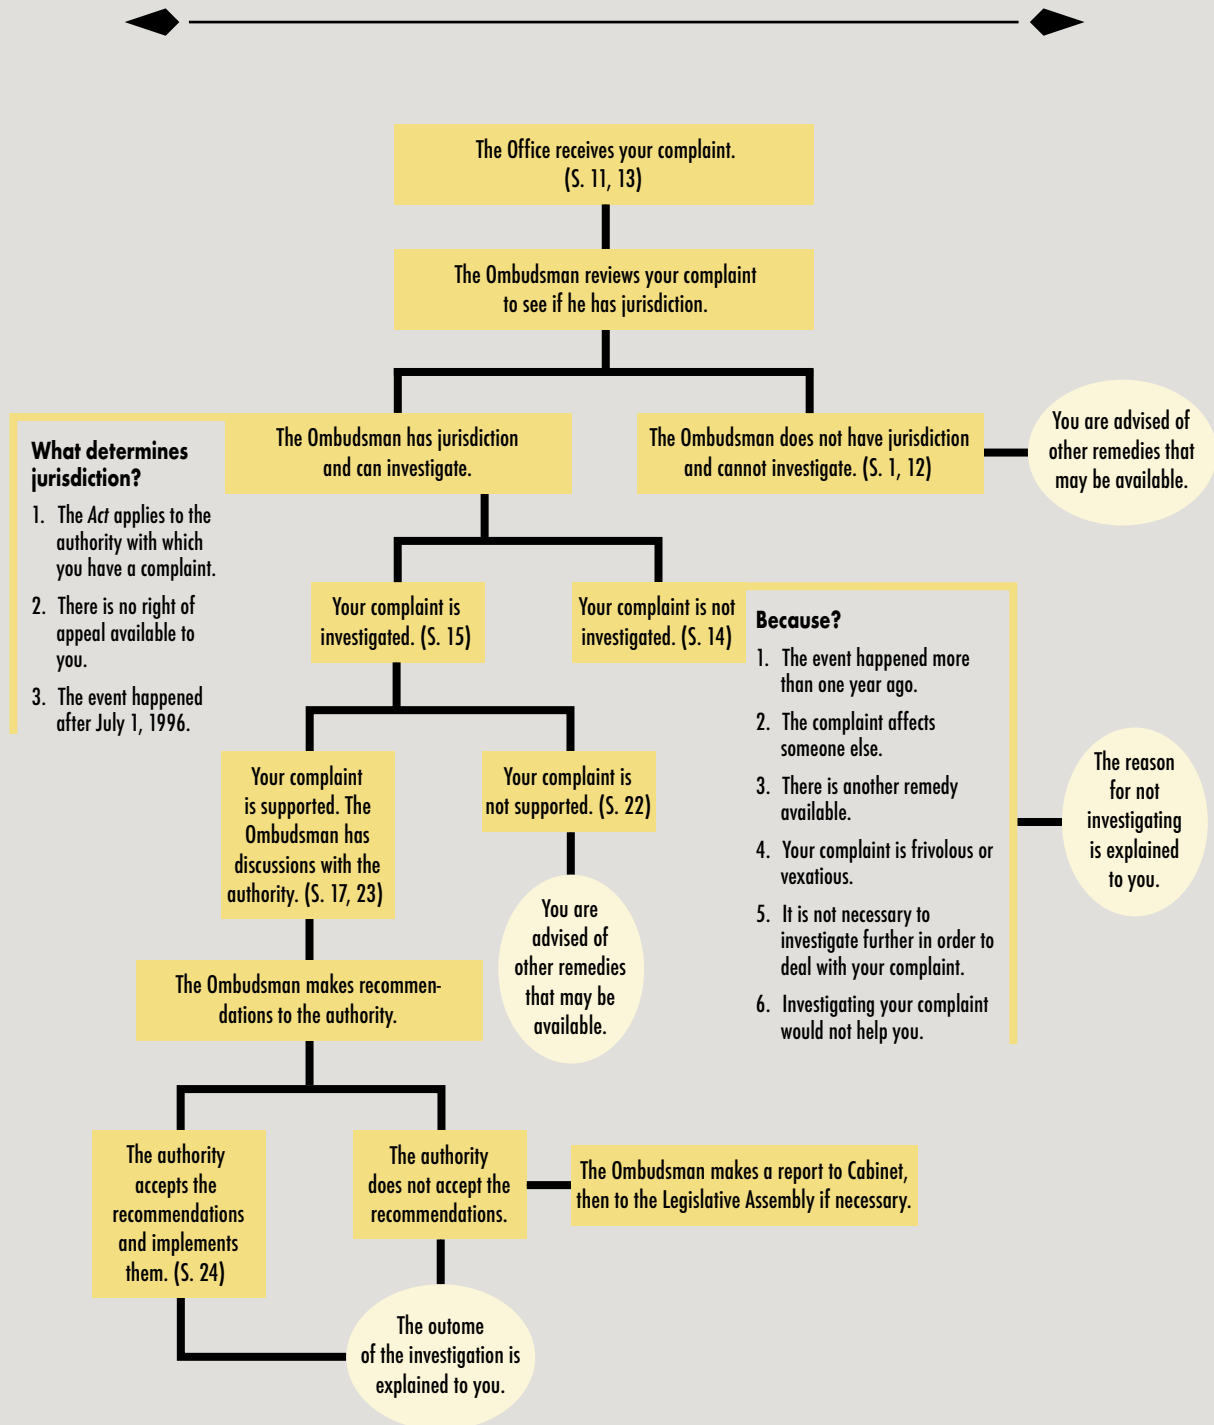 The Office receives your complaint.
(S. 11, 13)
The Ombudsman reviews your complaint
to see if he has jurisdiction.
The Ombudsman has jurisdiction
and can investigate.
The Ombudsman does not have jurisdiction
and cannot investigate. (S. 1, 12)
You are advised of
other remedies that
may be available.
What determines
jurisdiction?
1. The Act applies to the
authority with which
you have a complaint.
2. There is no right of
appeal available to
you.
3. The event happened
after July 1, 1996.
Your complaint is
investigated. (S. 15)
Your complaint is not
investigated. (S. 14)
Because?
1. The event happened more
than one year ago.
2. The complaint affects
someone else.
3. There is another remedy
available.
4. Your complaint is frivolous or
vexatious.
5. It is not necessary to
investigate further in order to
deal with your complaint.
6. Investigating your complaint
would not help you.
The reason
for not
investigating
is explained
to you.
Your complaint
is supported. The
Ombudsman has
discussions with the
authority. (S. 17, 23)
Your complaint is
not supported. (S. 22)
You are
advised of
other remedies
that may be
available.
The Ombudsman makes recommen-
dations to the authority.
The authority
accepts the
recommendations
and implements
them. (S. 24)
The authority
does not accept the
recommendations.
The Ombudsman makes a report to Cabinet,
then to the Legislative Assembly if necessary.
The outome
of the investigation is
explained to you.